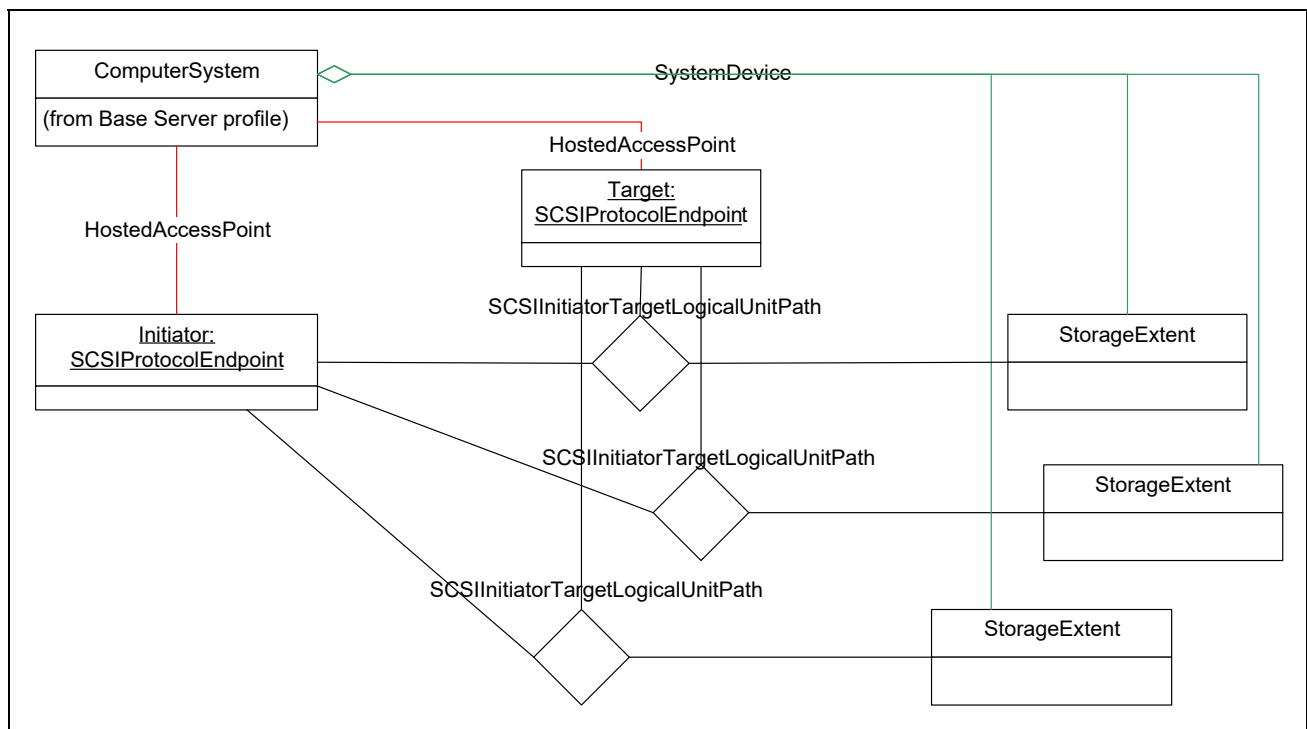 ComputerSystem
(from Base Server profile)
SystemDevice
HostedAccessPoint
Target:
SCSIProtocolEndpoint
HostedAccessPoint
SCSIInitiatorTargetLogicalUnitPath
Initiator:
SCSIProtocolEndpoint
StorageExtent
SCSIInitiatorTargetLogicalUnitPath
StorageExtent
SCSIInitiatorTargetLogicalUnitPath
StorageExtent